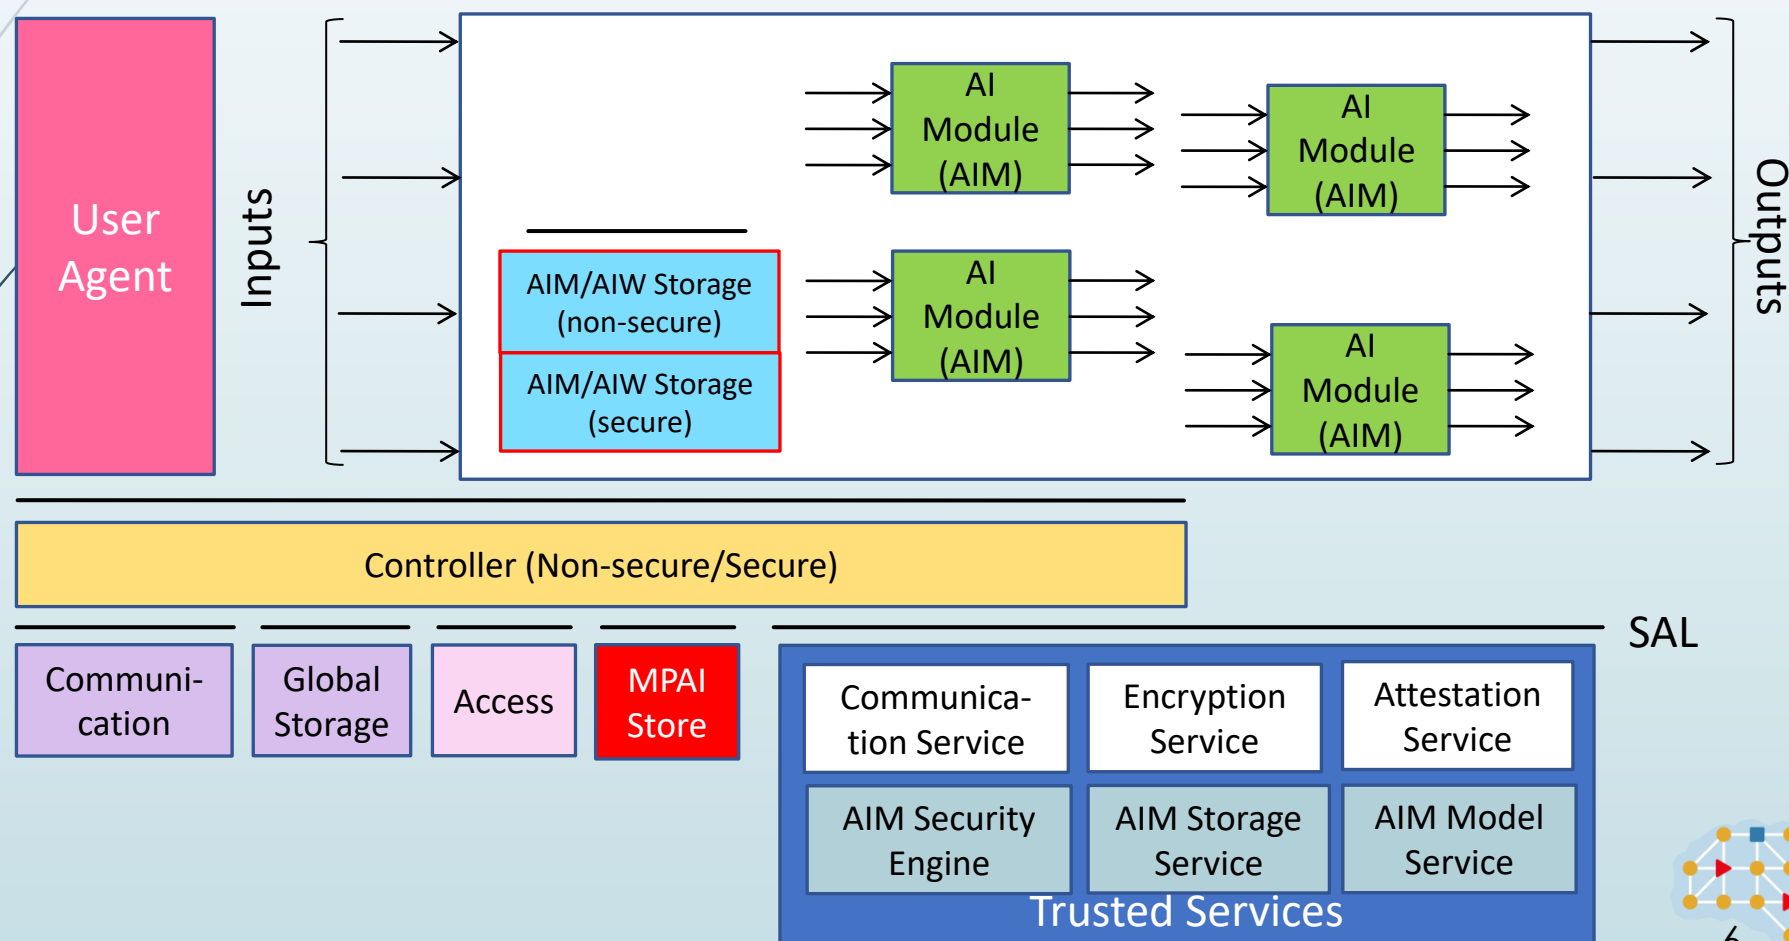 User
Agent
Inputs
AI
Module
(AIM)
AI
Module
(AIM)
AIM/AIW Storage
(non-secure)
AIM/AIW Storage
(secure)
AI
Module
(AIM)
AI
Module
(AIM)
Outputs
Controller (Non-secure/Secure)
SAL
Communi-
cation
Global
Storage
Access
MPAI
Store
Communica-
tion Service
Encryption
Service
Attestation
Service
AIM Security
Engine
AIM Storage
Service
AIM Model
Service
Trusted Services
6